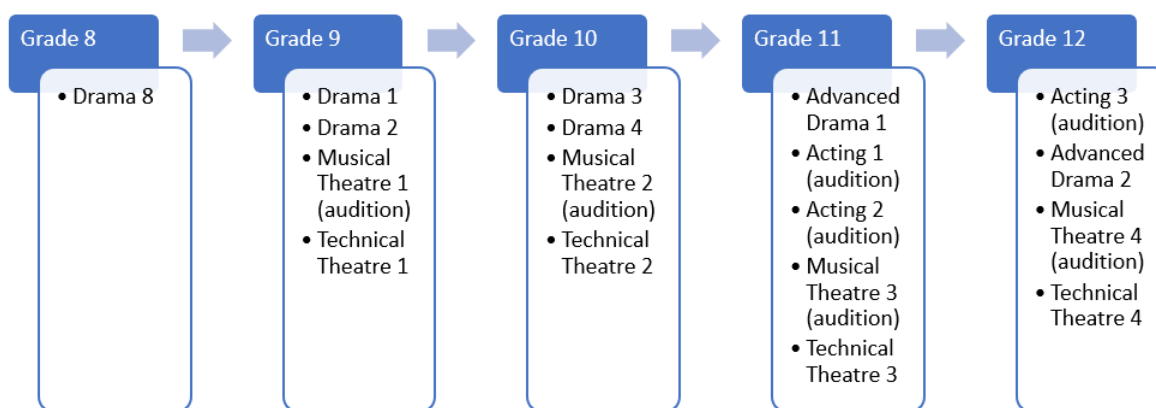 Grade 8
• Drama 8
Grade 9
• Drama 1
• Drama 2
• Musical
Theatre 1
(audition)
• Technical
Theatre 1
Grade 10
• Drama 3
• Drama 4
• Musical
Theatre 2
(audition)
• Technical
Theatre 2
Grade 11
• Advanced
Drama 1
• Acting 1
(audition)
• Acting 2
(audition)
• Musical
Theatre 3
(audition)
• Technical
Theatre 3
Grade 12
• Acting 3
(audition)
• Advanced
Drama 2
• Musical
Theatre 4
(audition)
• Technical
Theatre 4